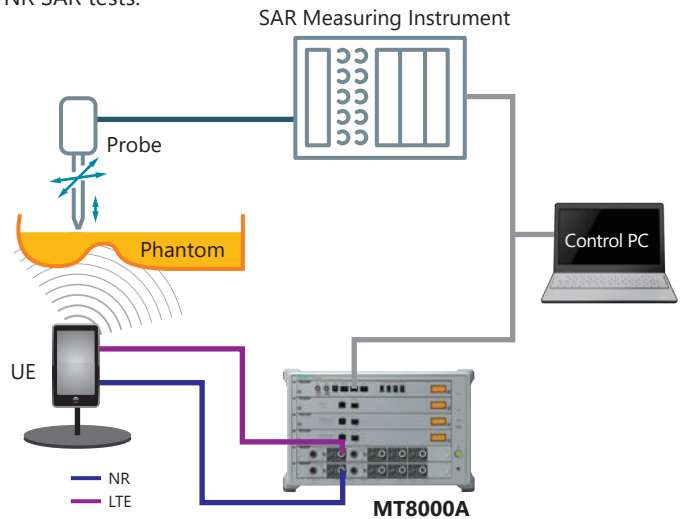 NR SAR tests.
SAR Measuring Instrument
Probe
Phantom
Control PC
UE
NR
LTE
MT8000A